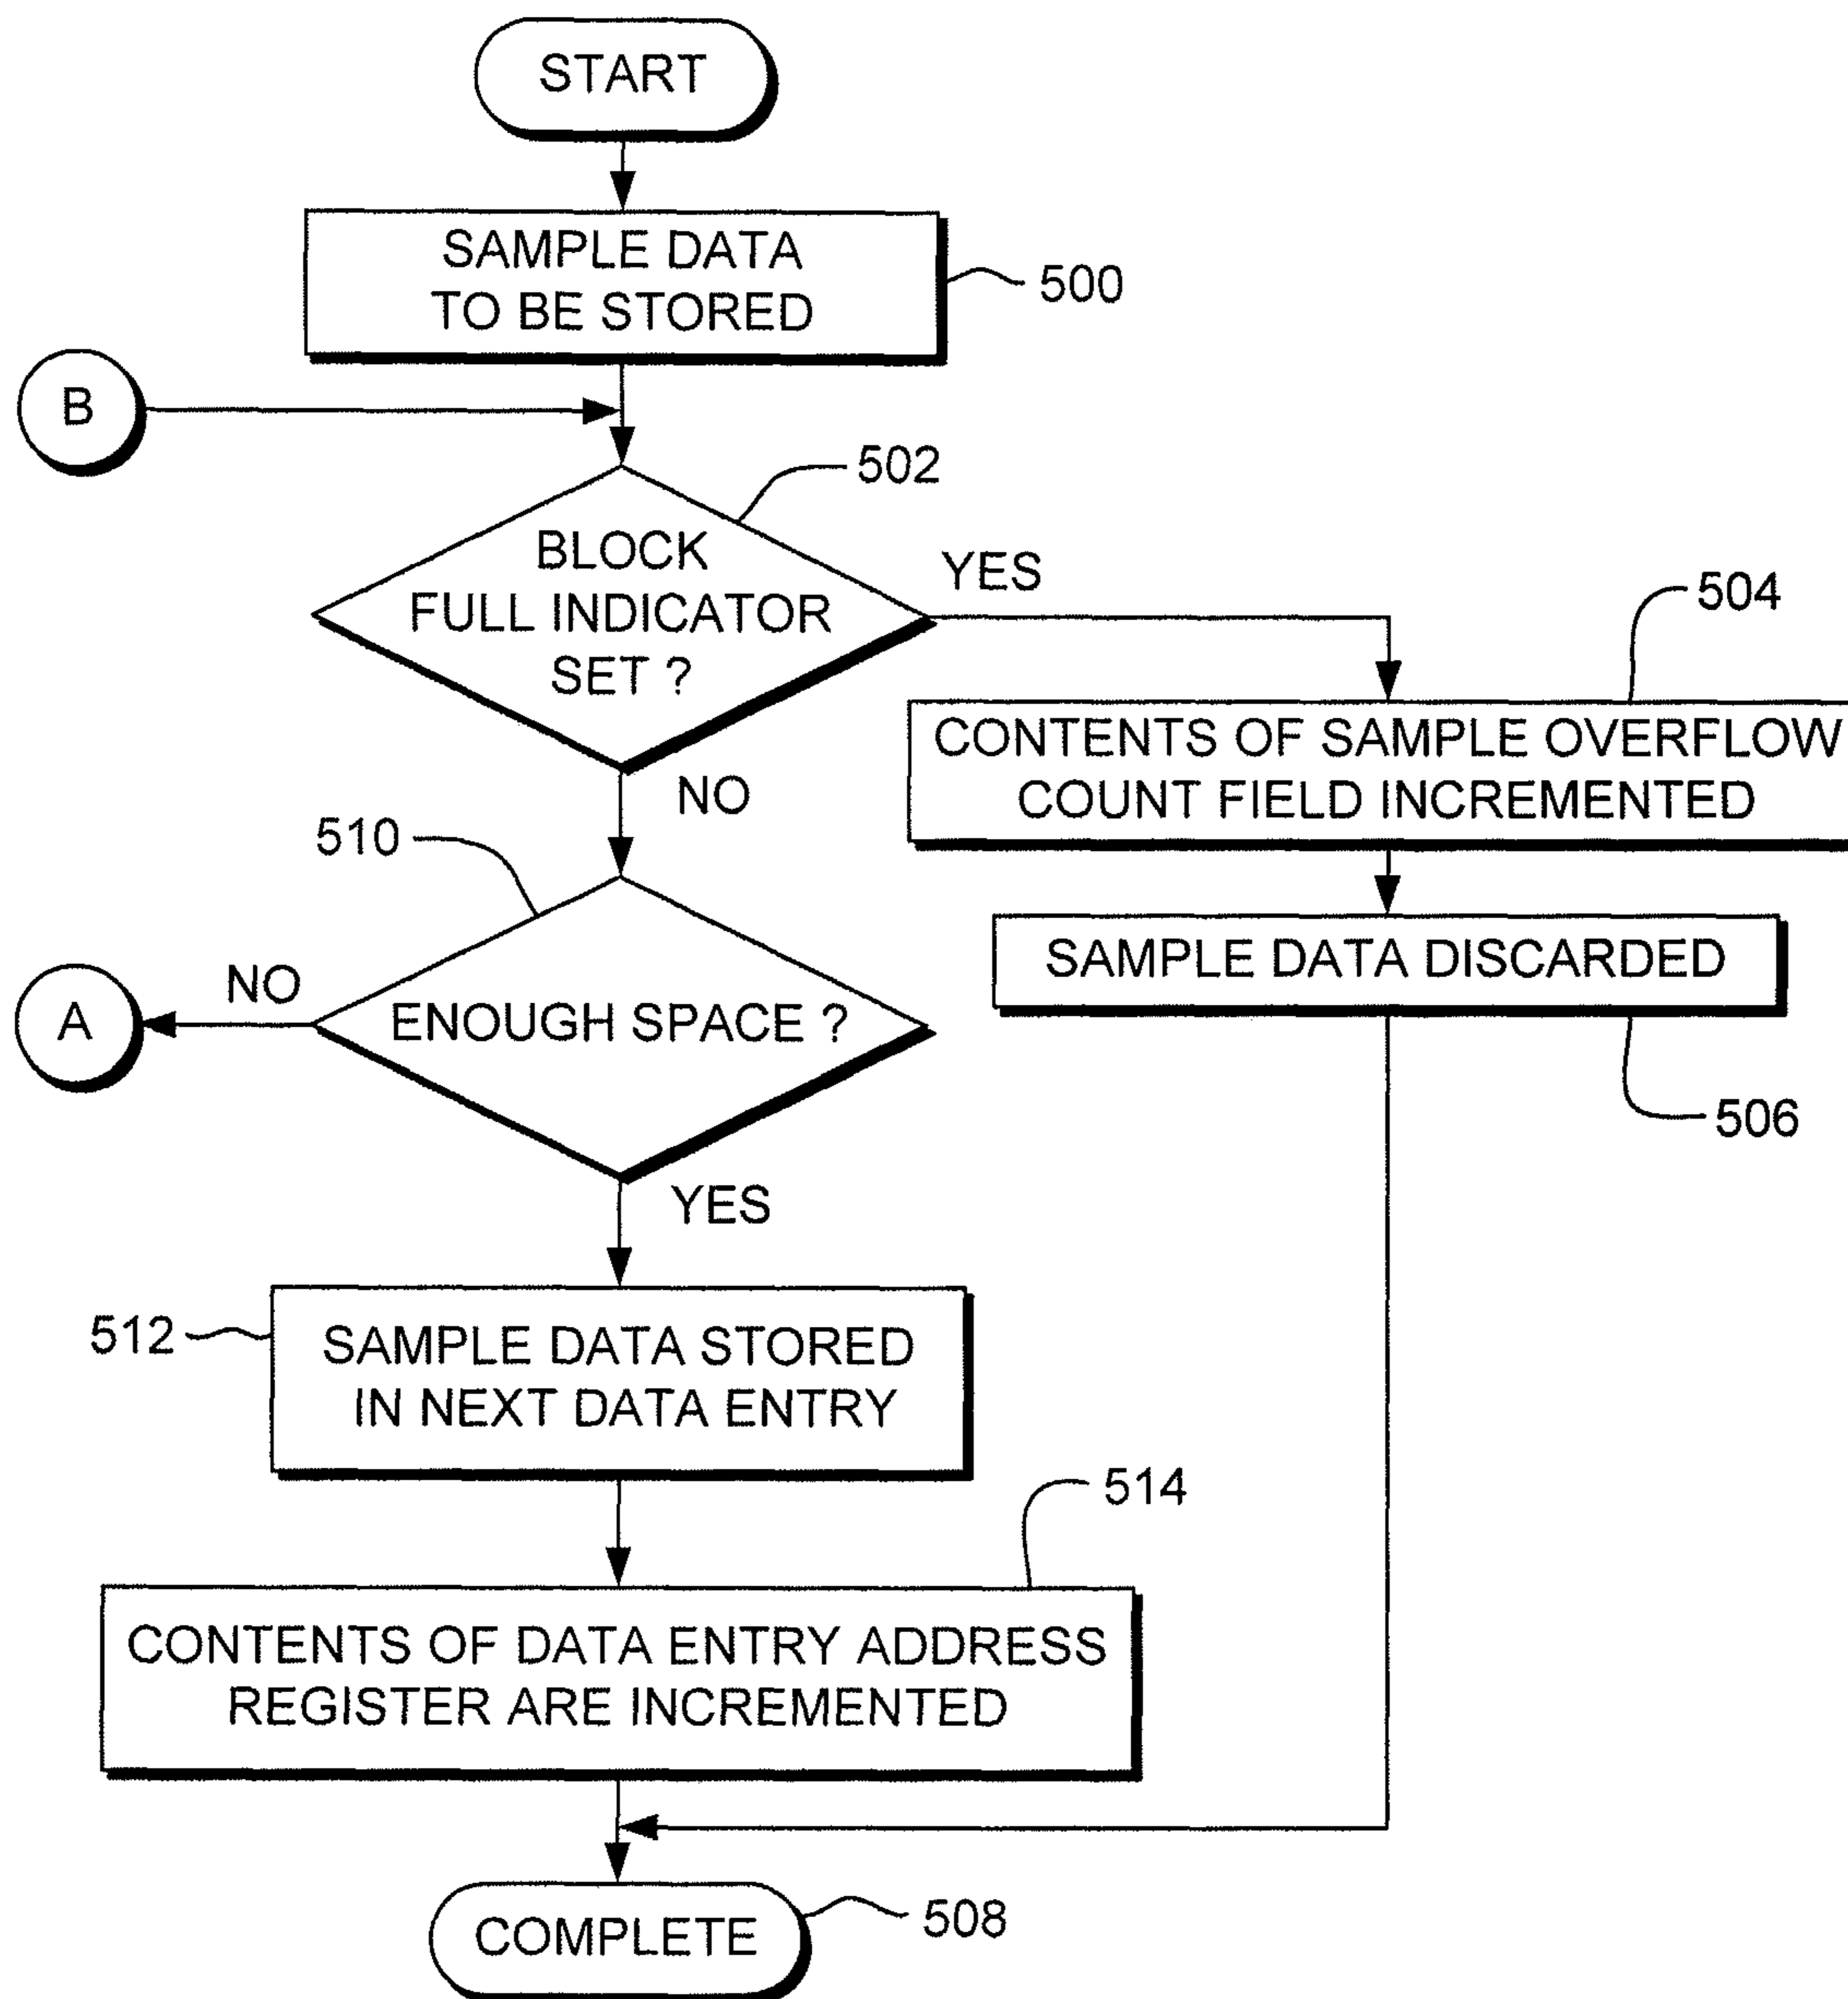 START
SAMPLE DATA
TO BE STORED
500
B
502
BLOCK
FULL INDICATOR
SET ?
YES
504
CONTENTS OF SAMPLE OVERFLOW
COUNT FIELD INCREMENTED
NO
510
SAMPLE DATA DISCARDED
506
NO
A
ENOUGH SPACE ?
YES
512
SAMPLE DATA STORED
IN NEXT DATA ENTRY
514
CONTENTS OF DATA ENTRY ADDRESS
REGISTER ARE INCREMENTED
COMPLETE
508